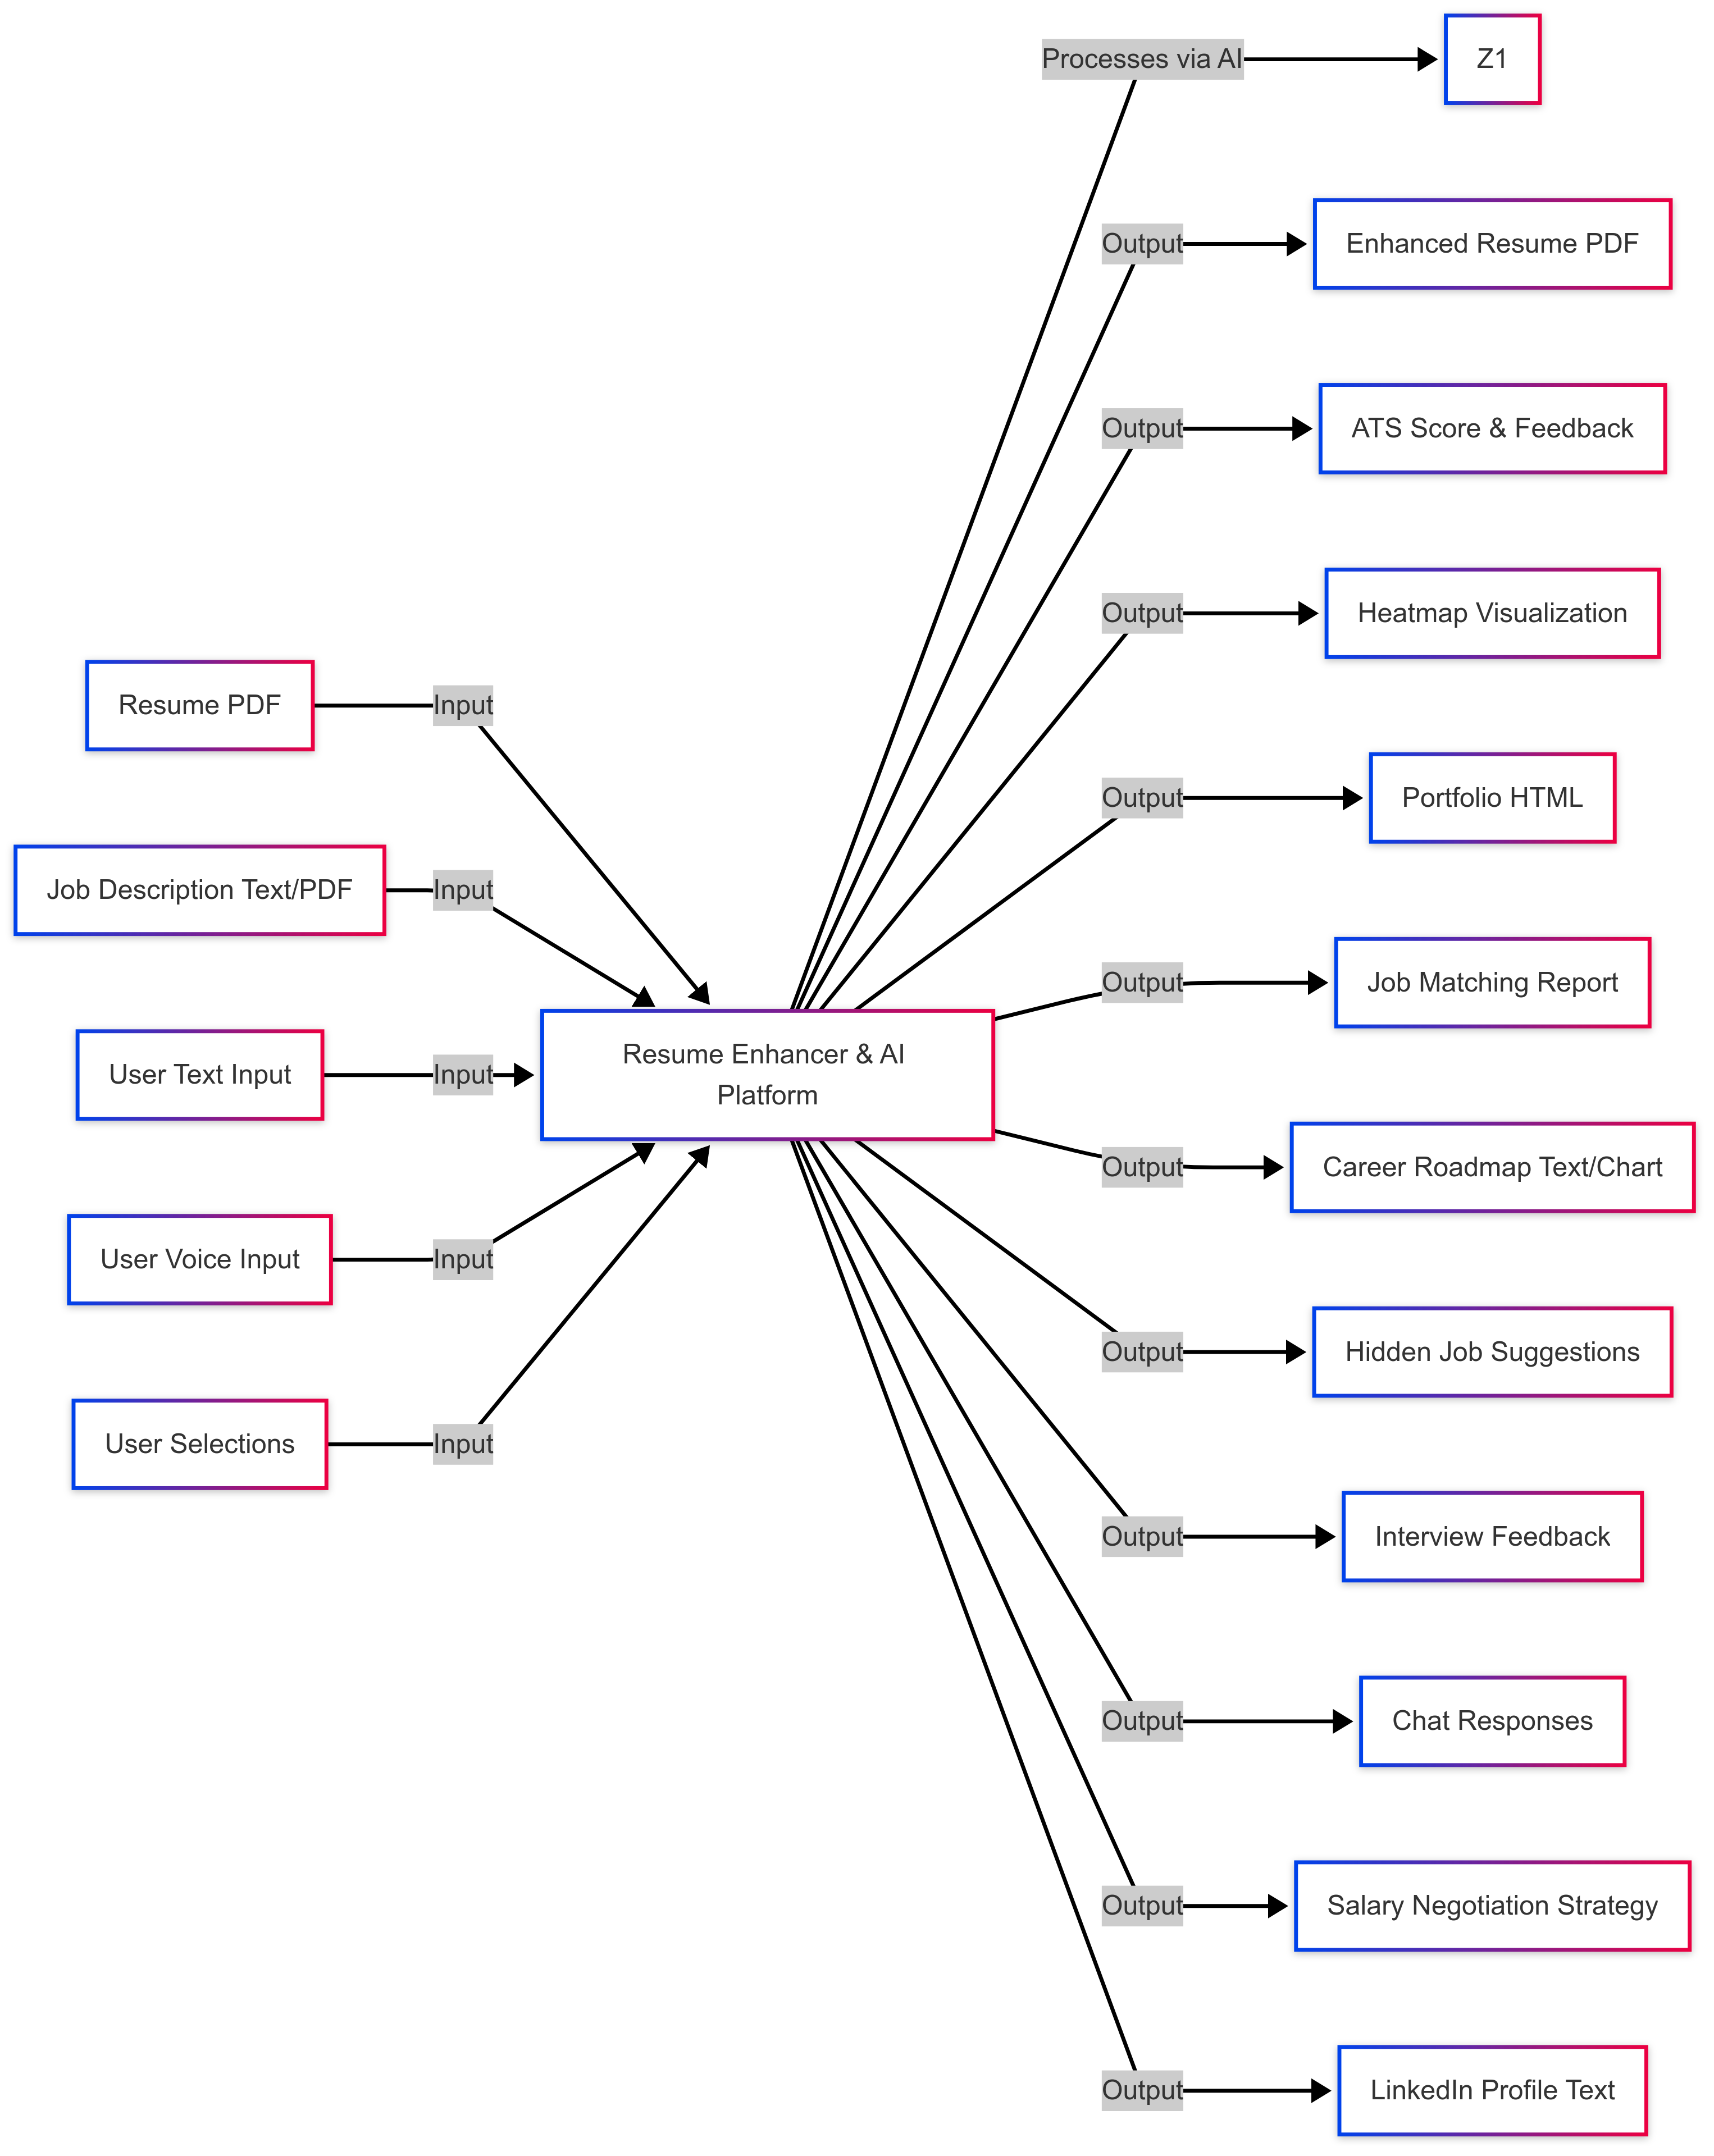 Processes via AI
Z1
Output
Enhanced Resume PDF
Output
ATS Score & Feedback
Output
Heatmap Visualization
Resume PDF
Input
Output
Portfolio HTML
Job Description Text/PDF
Input
Output
Job Matching Report
User Text Input
Input
Resume Enhancer & AI
Platform
Output
Career Roadmap Text/Chart
User Voice Input
Input
Output
Hidden Job Suggestions
User Selections
Input
Output
Interview Feedback
Output
Chat Responses
Output
Salary Negotiation Strategy
Output
LinkedIn Profile Text